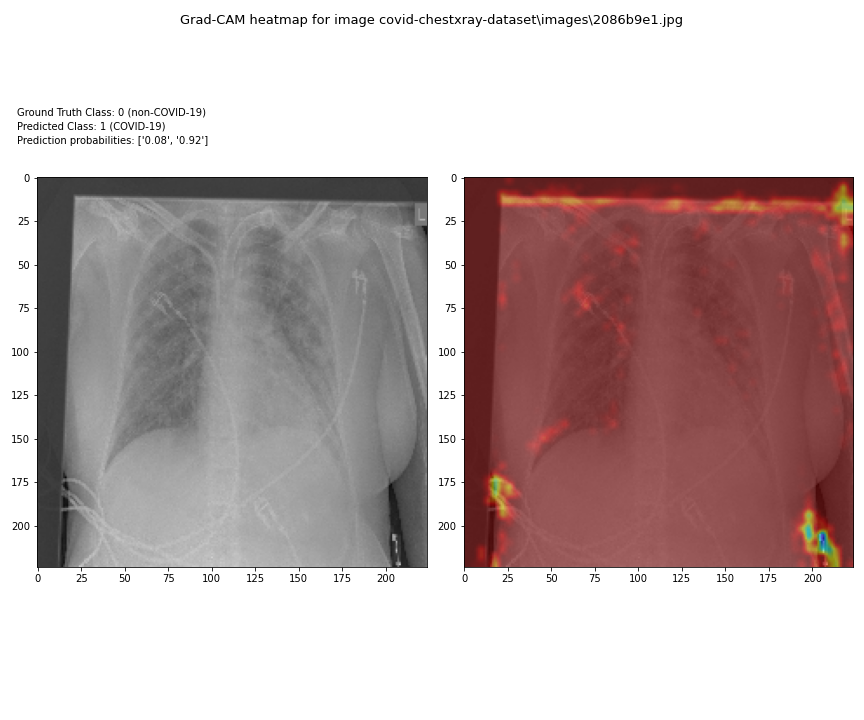 Grad-CAM heatmap for image covid-chestxray-dataset\images\2086b9e1.jpg
Ground Truth Class: 0 (non-COVID-19)
Predicted Class: 1 (COVID-19)
Prediction probabilities: ['0.08', '0.92']
0
25
50
75
100
125
150
175
200
0 25 50 75 100 125 150 175 200
L
0
25
50
75
100
125
150
175
200
0 25 50 75 100 125 150 175 200